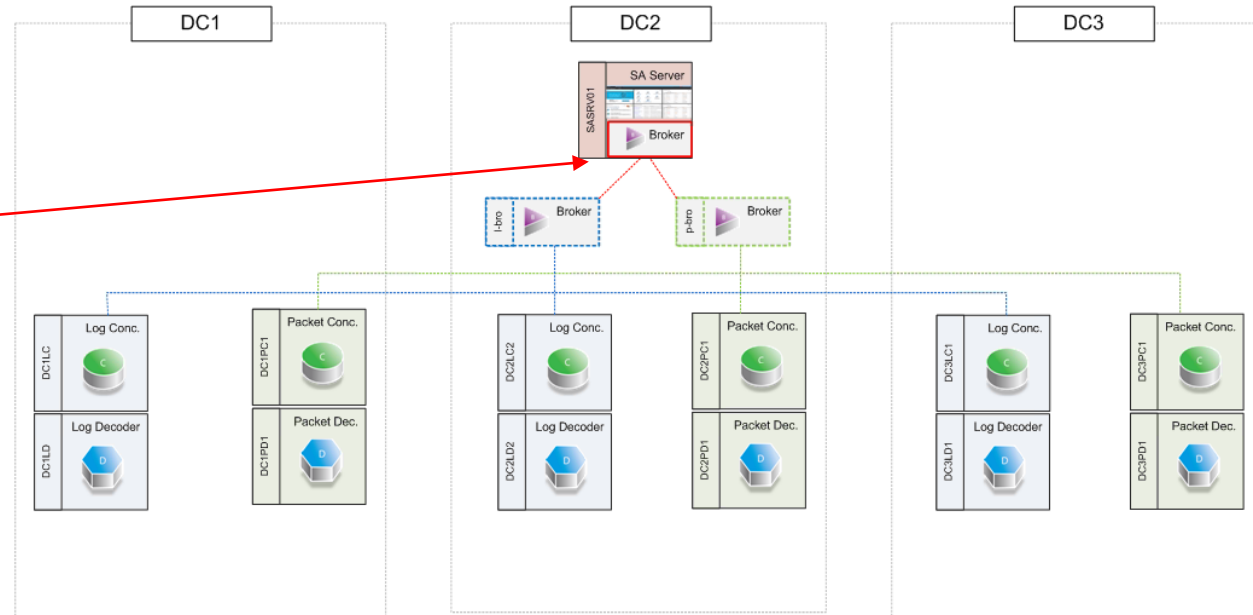 DC1
DC2
DC3
SASRV01
SA Server
Broker
l-bro
Broker
p-bro
Broker
DC1LC
Log Conc.
C
DC1LD
Log Decoder
D
DC1PC1
Packet Conc.
C
DC1PD1
Packet Dec.
D
DC2LC2
Log Conc.
C
DC2LD2
Log Decoder
D
DC2PC1
Packet Conc.
C
DC2PD1
Packet Dec.
D
DC3LC1
Log Conc.
C
DC3LD1
Log Decoder
D
DC3PC1
Packet Conc.
C
DC3PD1
Packet Dec.
D